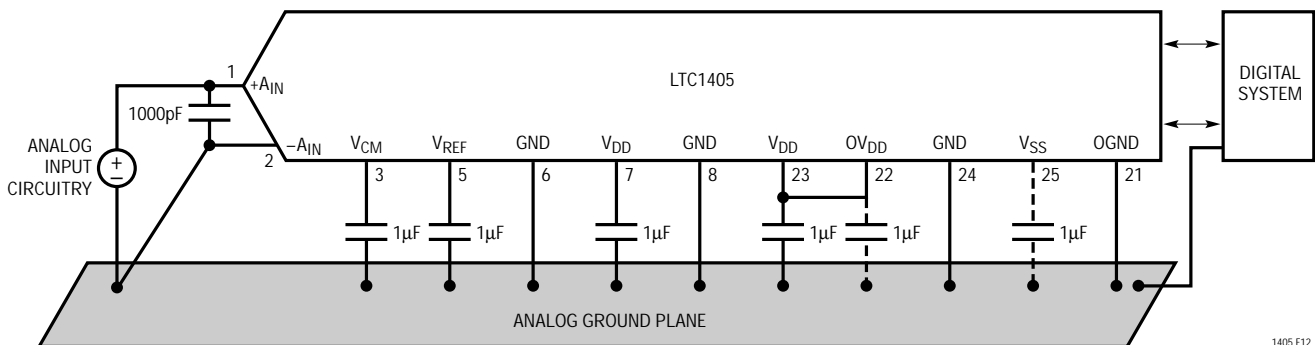 LTC1405
DIGITAL
SYSTEM
1
+AIN
1000pF
ANALOG
INPUT
CIRCUITRY
+
−
2
−AIN
VCM
VREF
GND
VDD
GND
VDD
OVDD
GND
VSS
OGND
3
5
6
7
8
23
22
24
25
21
1µF
1µF
1µF
1µF
1µF
1µF
ANALOG GROUND PLANE
1405 F12